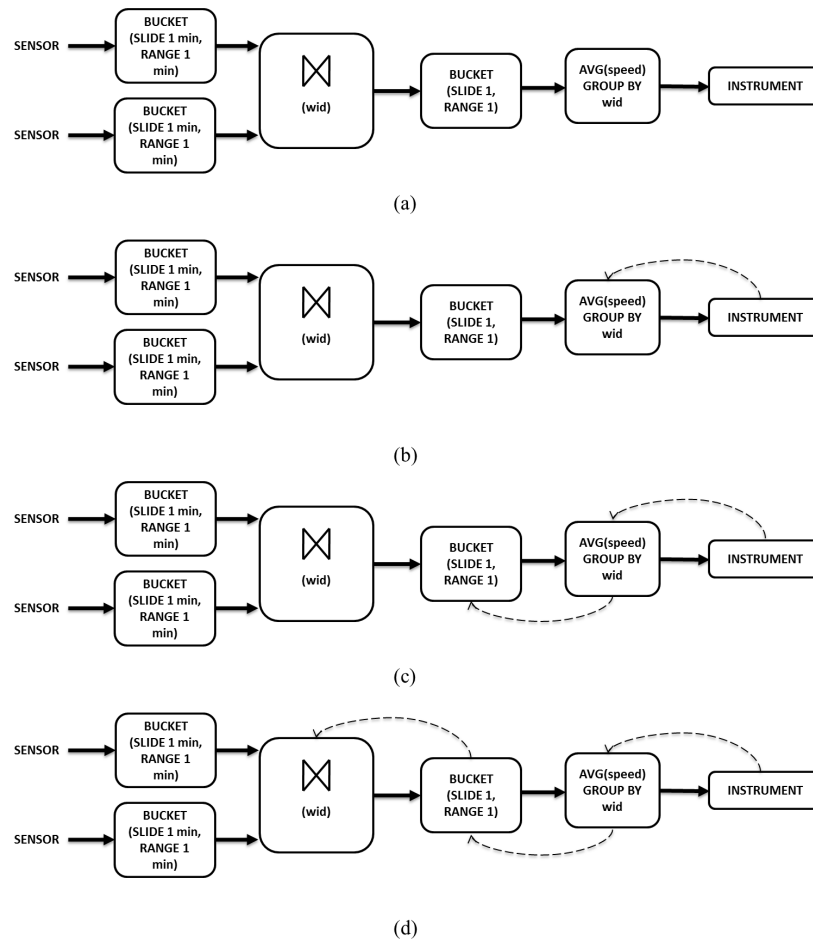 SENSOR
BUCKET
(SLIDE 1 min,
RANGE 1
min)
SENSOR
BUCKET
(SLIDE 1 min,
RANGE 1
min)
(wid)
BUCKET
(SLIDE 1,
RANGE 1)
AVG(speed)
GROUP BY
wid
INSTRUMENT
(a)
SENSOR
BUCKET
(SLIDE 1 min,
RANGE 1
min)
SENSOR
BUCKET
(SLIDE 1 min,
RANGE 1
min)
(wid)
BUCKET
(SLIDE 1,
RANGE 1)
AVG(speed)
GROUP BY
wid
INSTRUMENT
(b)
SENSOR
BUCKET
(SLIDE 1 min,
RANGE 1
min)
SENSOR
BUCKET
(SLIDE 1 min,
RANGE 1
min)
(wid)
BUCKET
(SLIDE 1,
RANGE 1)
AVG(speed)
GROUP BY
wid
INSTRUMENT
(c)
SENSOR
BUCKET
(SLIDE 1 min,
RANGE 1
min)
SENSOR
BUCKET
(SLIDE 1 min,
RANGE 1
min)
(wid)
BUCKET
(SLIDE 1,
RANGE 1)
AVG(speed)
GROUP BY
wid
INSTRUMENT
(d)